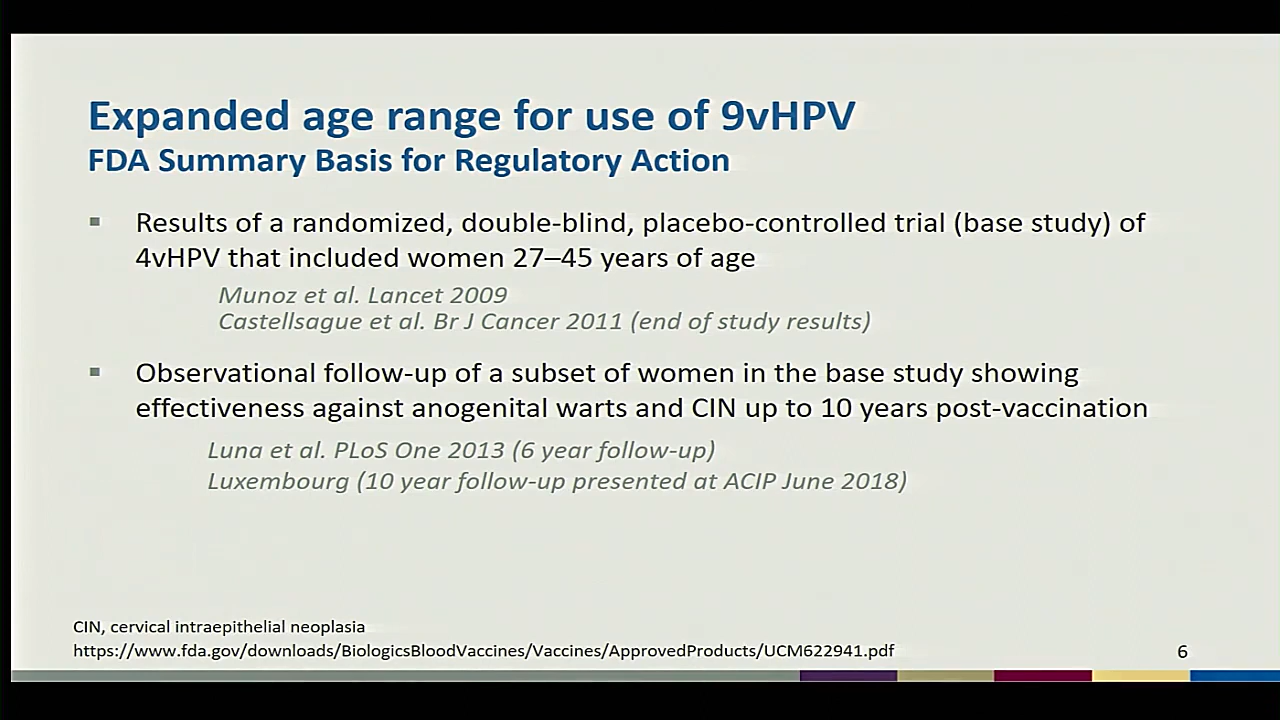 Expanded age range for use of 9vHPV
FDA Summary Basis for Regulatory Action
▪ Results of a randomized, double-blind, placebo-controlled trial (base study) of
4vHPV that included women 27–45 years of age
Munoz et al. Lancet 2009
Castellsague et al. Br J Cancer 2011 (end of study results)
▪ Observational follow-up of a subset of women in the base study showing
effectiveness against anogenital warts and CIN up to 10 years post-vaccination
Luna et al. PLoS One 2013 (6 year follow-up)
Luxembourg (10 year follow-up presented at ACIP June 2018)
CIN, cervical intraepithelial neoplasia
https://www.fda.gov/downloads/BiologicsBloodVaccines/Vaccines/ApprovedProducts/UCM622941.pdf
6